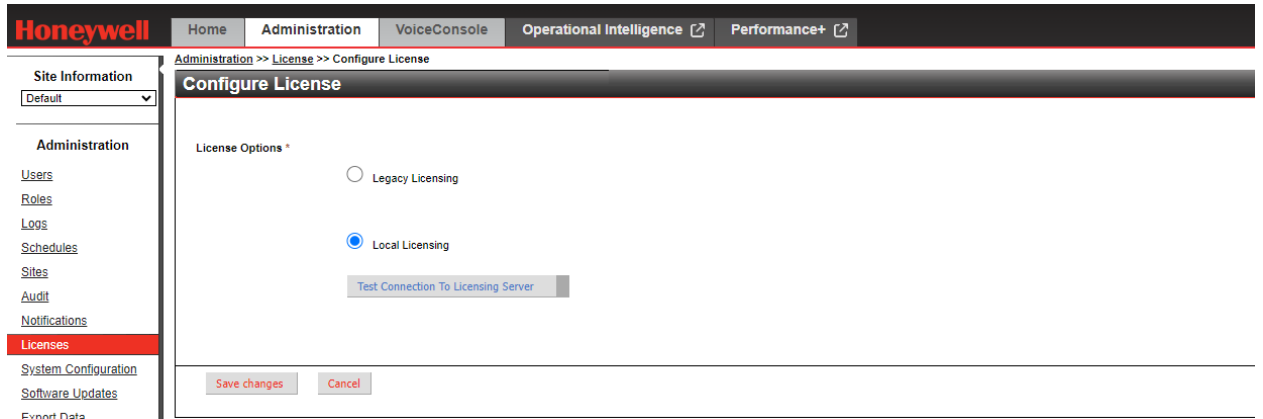 Honeywell
Home
Administration
VoiceConsole
Operational Intelligence
Performance+
Administration >> License >> Configure License
Configure License
Site Information
Default
Administration
Users
Roles
Logs
Schedules
Sites
Audit
Notifications
Licenses
System Configuration
Software Updates
Export Data
License Options *
Legacy Licensing
Local Licensing
Test Connection To Licensing Server
Save changes
Cancel